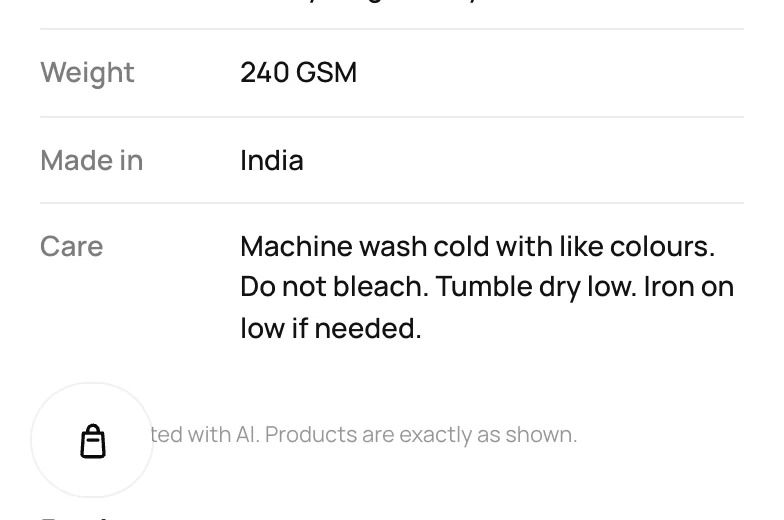 Weight 240 GSM
Made in India
Care Machine wash cold with like colours.
Do not bleach. Tumble dry low. Iron on
low if needed.
with AI. Products are exactly as shown.